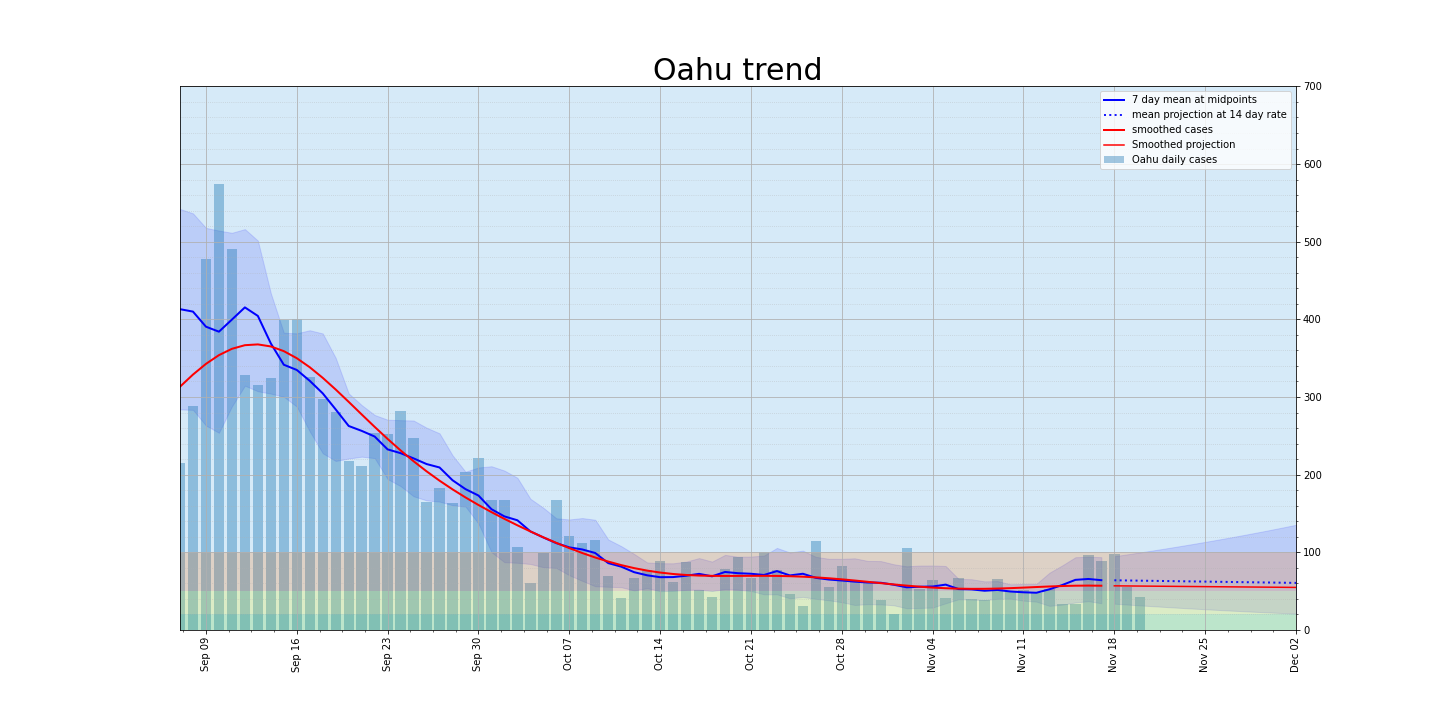 Oahu trend
7 day mean at midpoints
mean projection at 14 day rate
smoothed cases
Smoothed projection
Oahu daily cases
700
600
500
400
300
200
100
0
Sep 09
Sep 16
Sep 23
Sep 30
Oct 07
Oct 14
Oct 21
Oct 28
Nov 04
Nov 11
Nov 18
Nov 25
Dec 02